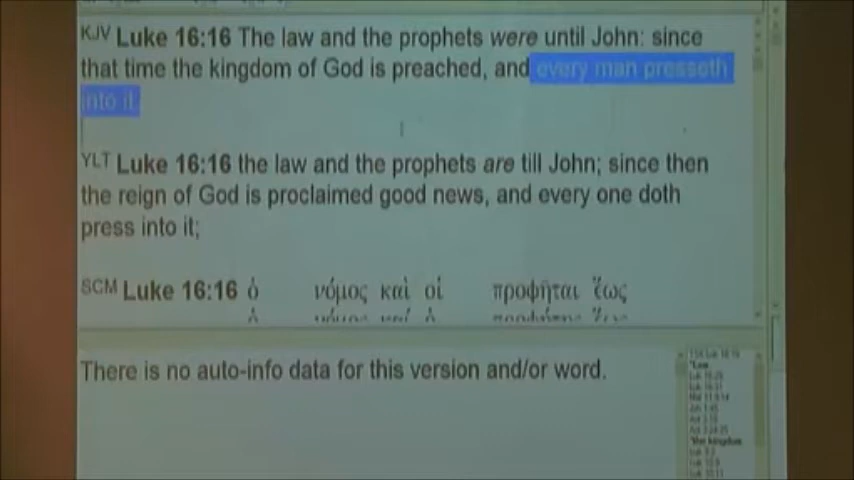 KJV Luke 16:16 The law and the prophets were until John: since
that time the kingdom of God is preached, and every man presseth
into it.
YLT Luke 16:16 the law and the prophets are till John; since then
the reign of God is proclaimed good news, and every one doth
press into it;
SCM Luke 16:16 ὁ νόμος καὶ οἱ προφῆται ἕως
There is no auto-info data for this version and/or word.
"Law
"the kingdom